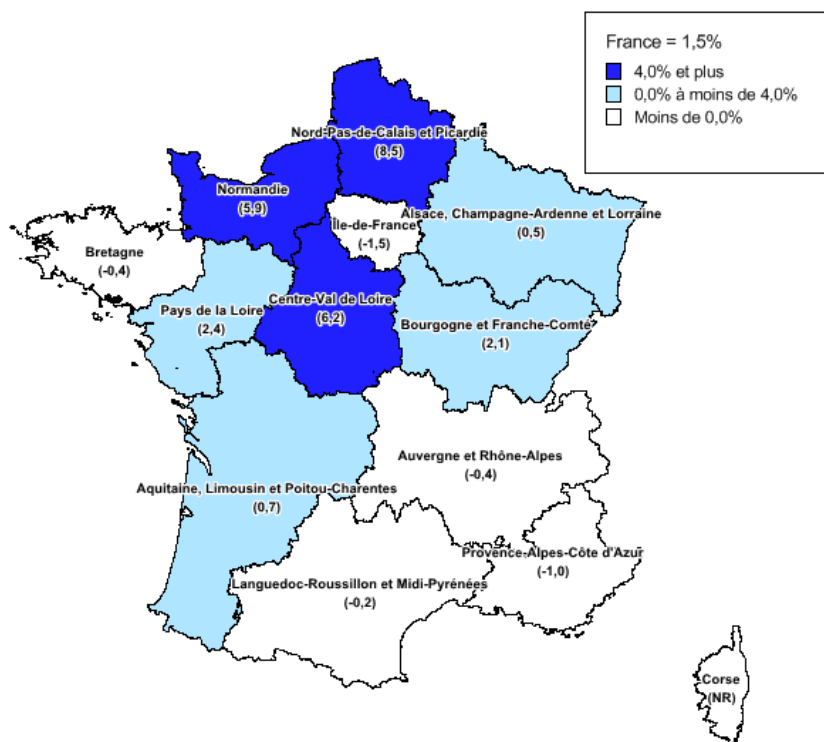 France = 1,5%
4,0% et plus
0,0% à moins de 4,0%
Moins de 0,0%
Nord-Pas-de-Calais et Picardie
(8,5)
Normandie
(5,9)
Île-de-France
(-1,5)
Alsace, Champagne-Ardenne et Lorraine
(0,5)
Bretagne
(-0,4)
Pays de la Loire
(2,4)
Centre-Val de Loire
(6,2)
Bourgogne et Franche-Comté
(2,1)
Auvergne et Rhône-Alpes
(-0,4)
Aquitaine, Limousin et Poitou-Charentes
(0,7)
Provence-Alpes-Côte d'Azur
(-1,0)
Languedoc-Roussillon et Midi-Pyrénées
(-0,2)
Corse
(NR)